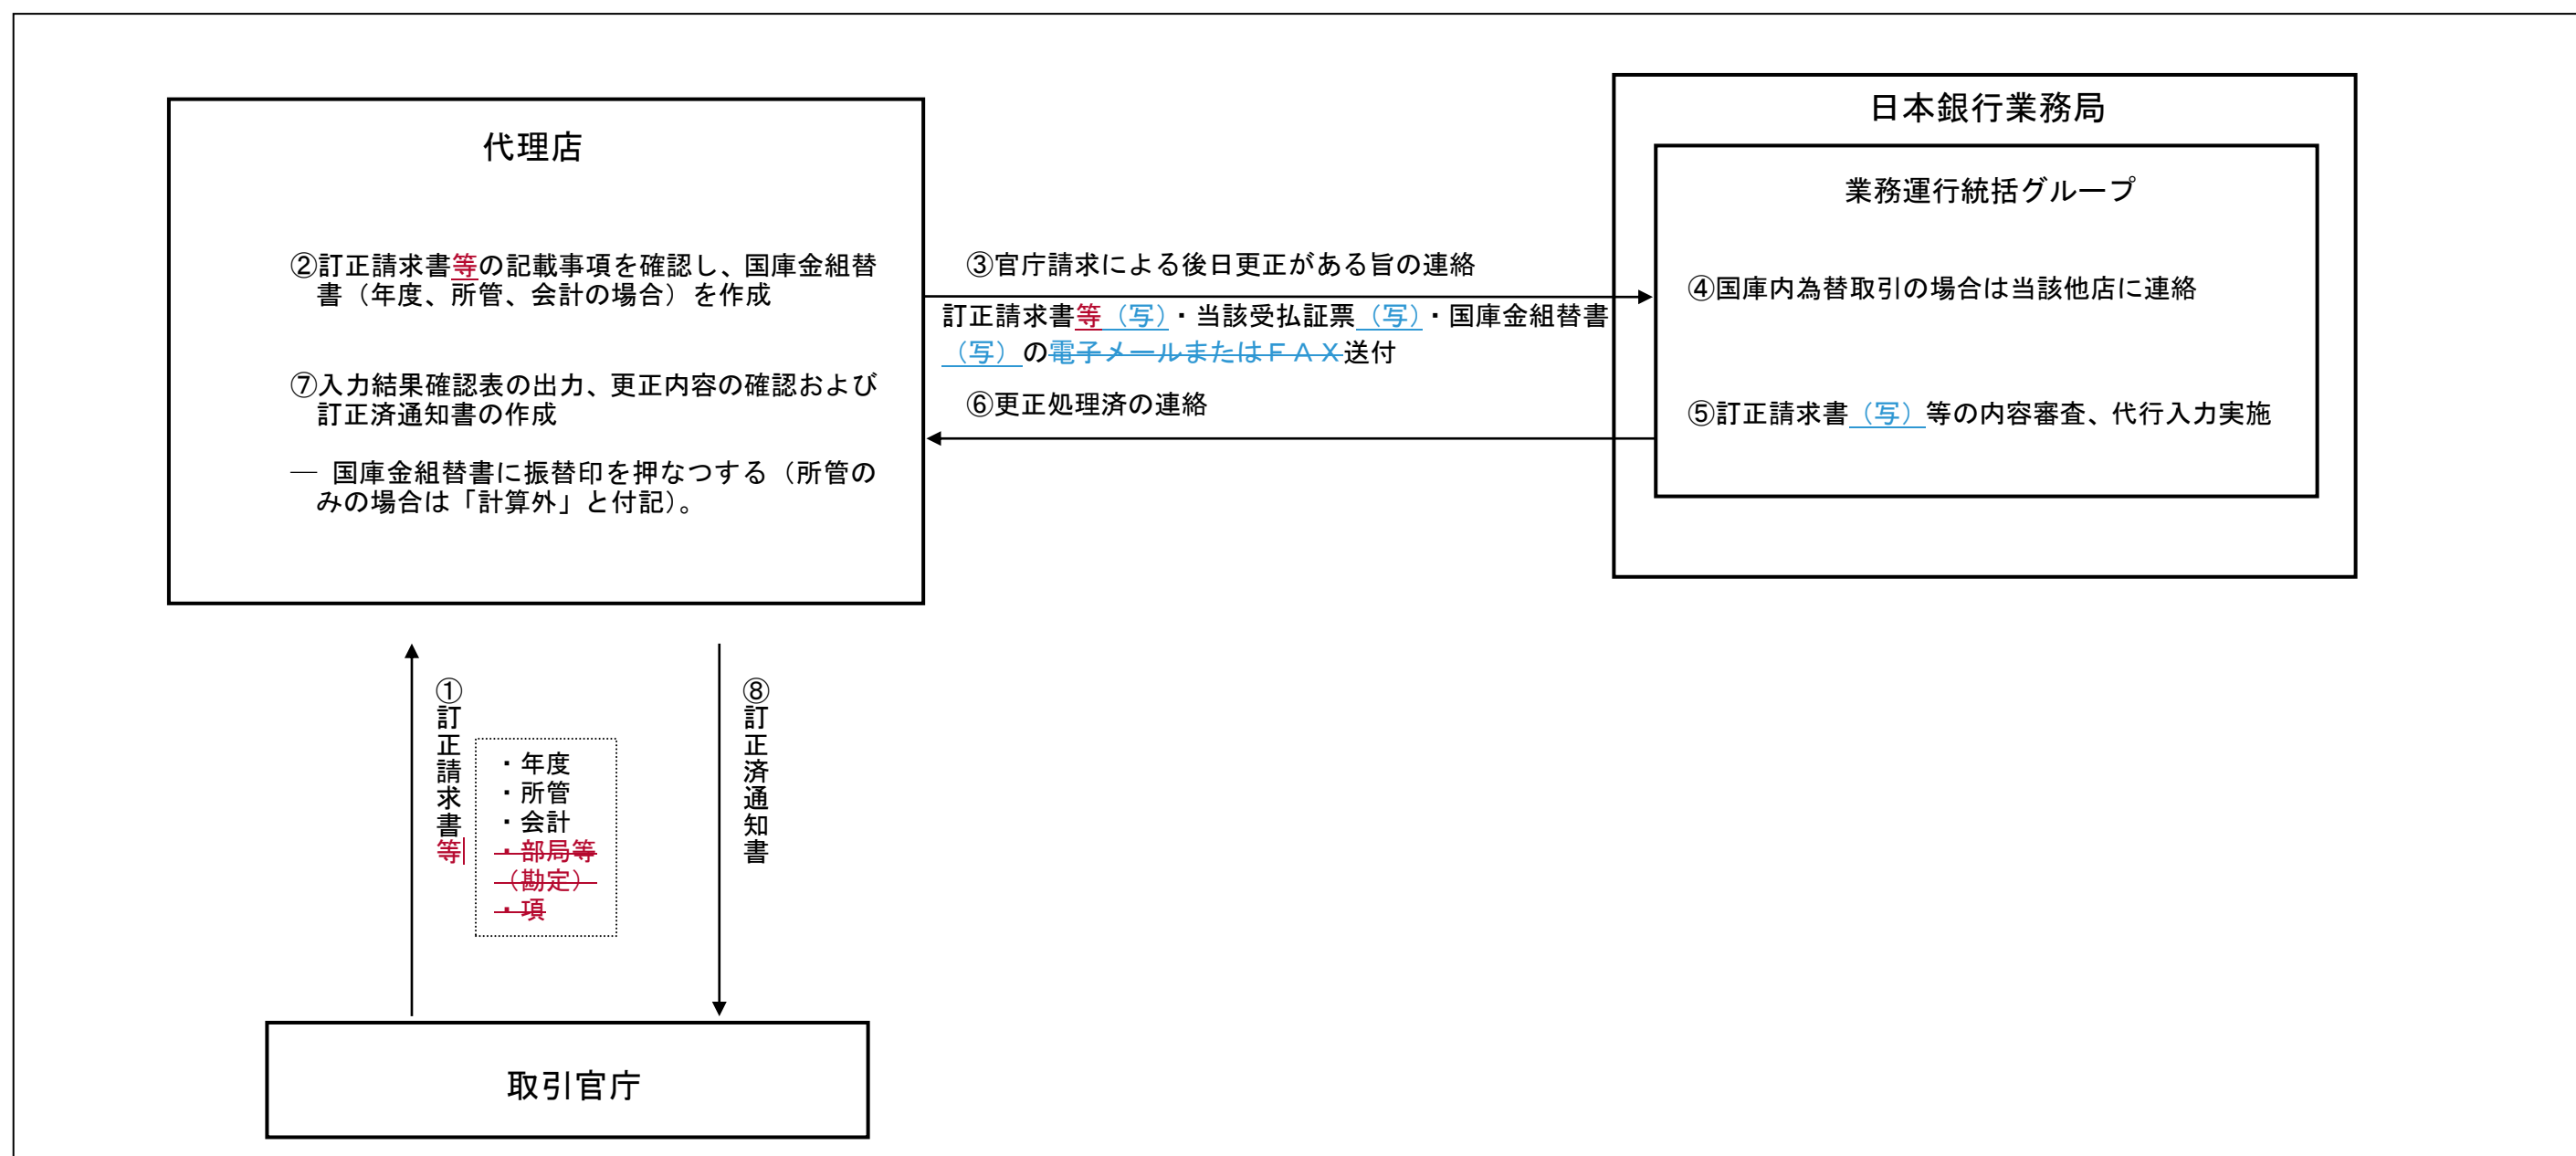 代理店
②訂正請求書等の記載事項を確認し、国庫金組替
書（年度、所管、会計の場合）を作成
⑦入力結果確認表の出力、更正内容の確認および
訂正済通知書の作成
― 国庫金組替書に振替印を押なつする（所管の
みの場合は「計算外」と付記）。
③官庁請求による後日更正がある旨の連絡
訂正請求書等（写）・当該受払証票（写）・国庫金組替書
（写）の電子メールまたはＦＡＸ送付
⑥更正処理済の連絡
日本銀行業務局
業務運行統括グループ
④国庫内為替取引の場合は当該他店に連絡
⑤訂正請求書（写）等の内容審査、代行入力実施
①訂正請求書等
・年度
・所管
・会計
・部局等
（勘定）
・項
⑧訂正済通知書
取引官庁